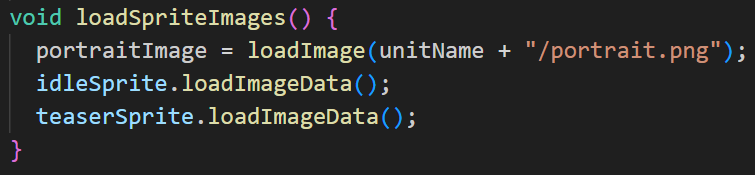 void loadSpriteImages() {
  portraitImage = loadImage(unitName + "/portrait.png");
  idleSprite.loadImageData();
  teaserSprite.loadImageData();
}